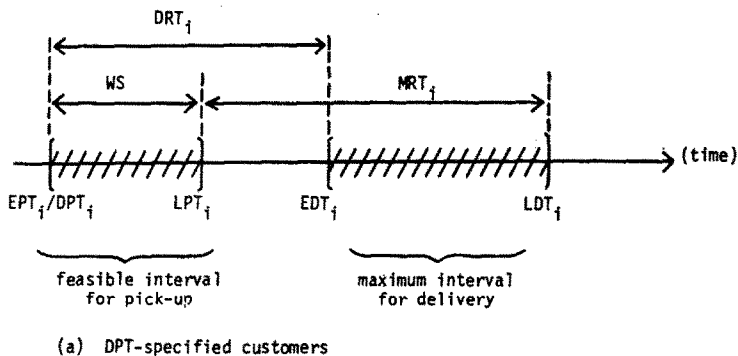 DRT_i
WS
MRT_i
(time)
EPT_i/DPT_i
LPT_i
EDT_i
LDT_i
feasible interval
for pick-up
maximum interval
for delivery
(a) DPT-specified customers